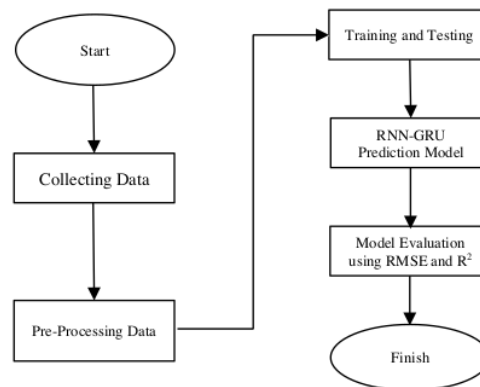 Start
Collecting Data
Pre-Processing Data
Training and Testing
RNN-GRU
Prediction Model
Model Evaluation
using RMSE and R²
Finish